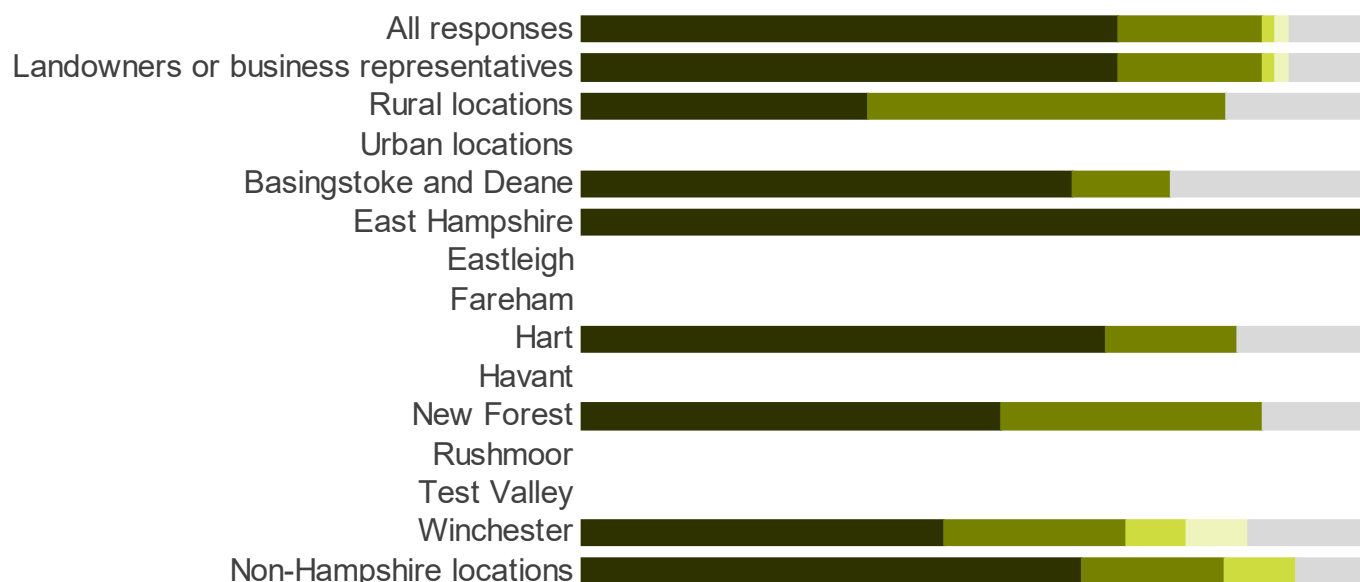 All responses
Landowners or business representatives
Rural locations
Urban locations
Basingstoke and Deane
East Hampshire
Eastleigh
Fareham
Hart
Havant
New Forest
Rushmoor
Test Valley
Winchester
Non-Hampshire locations